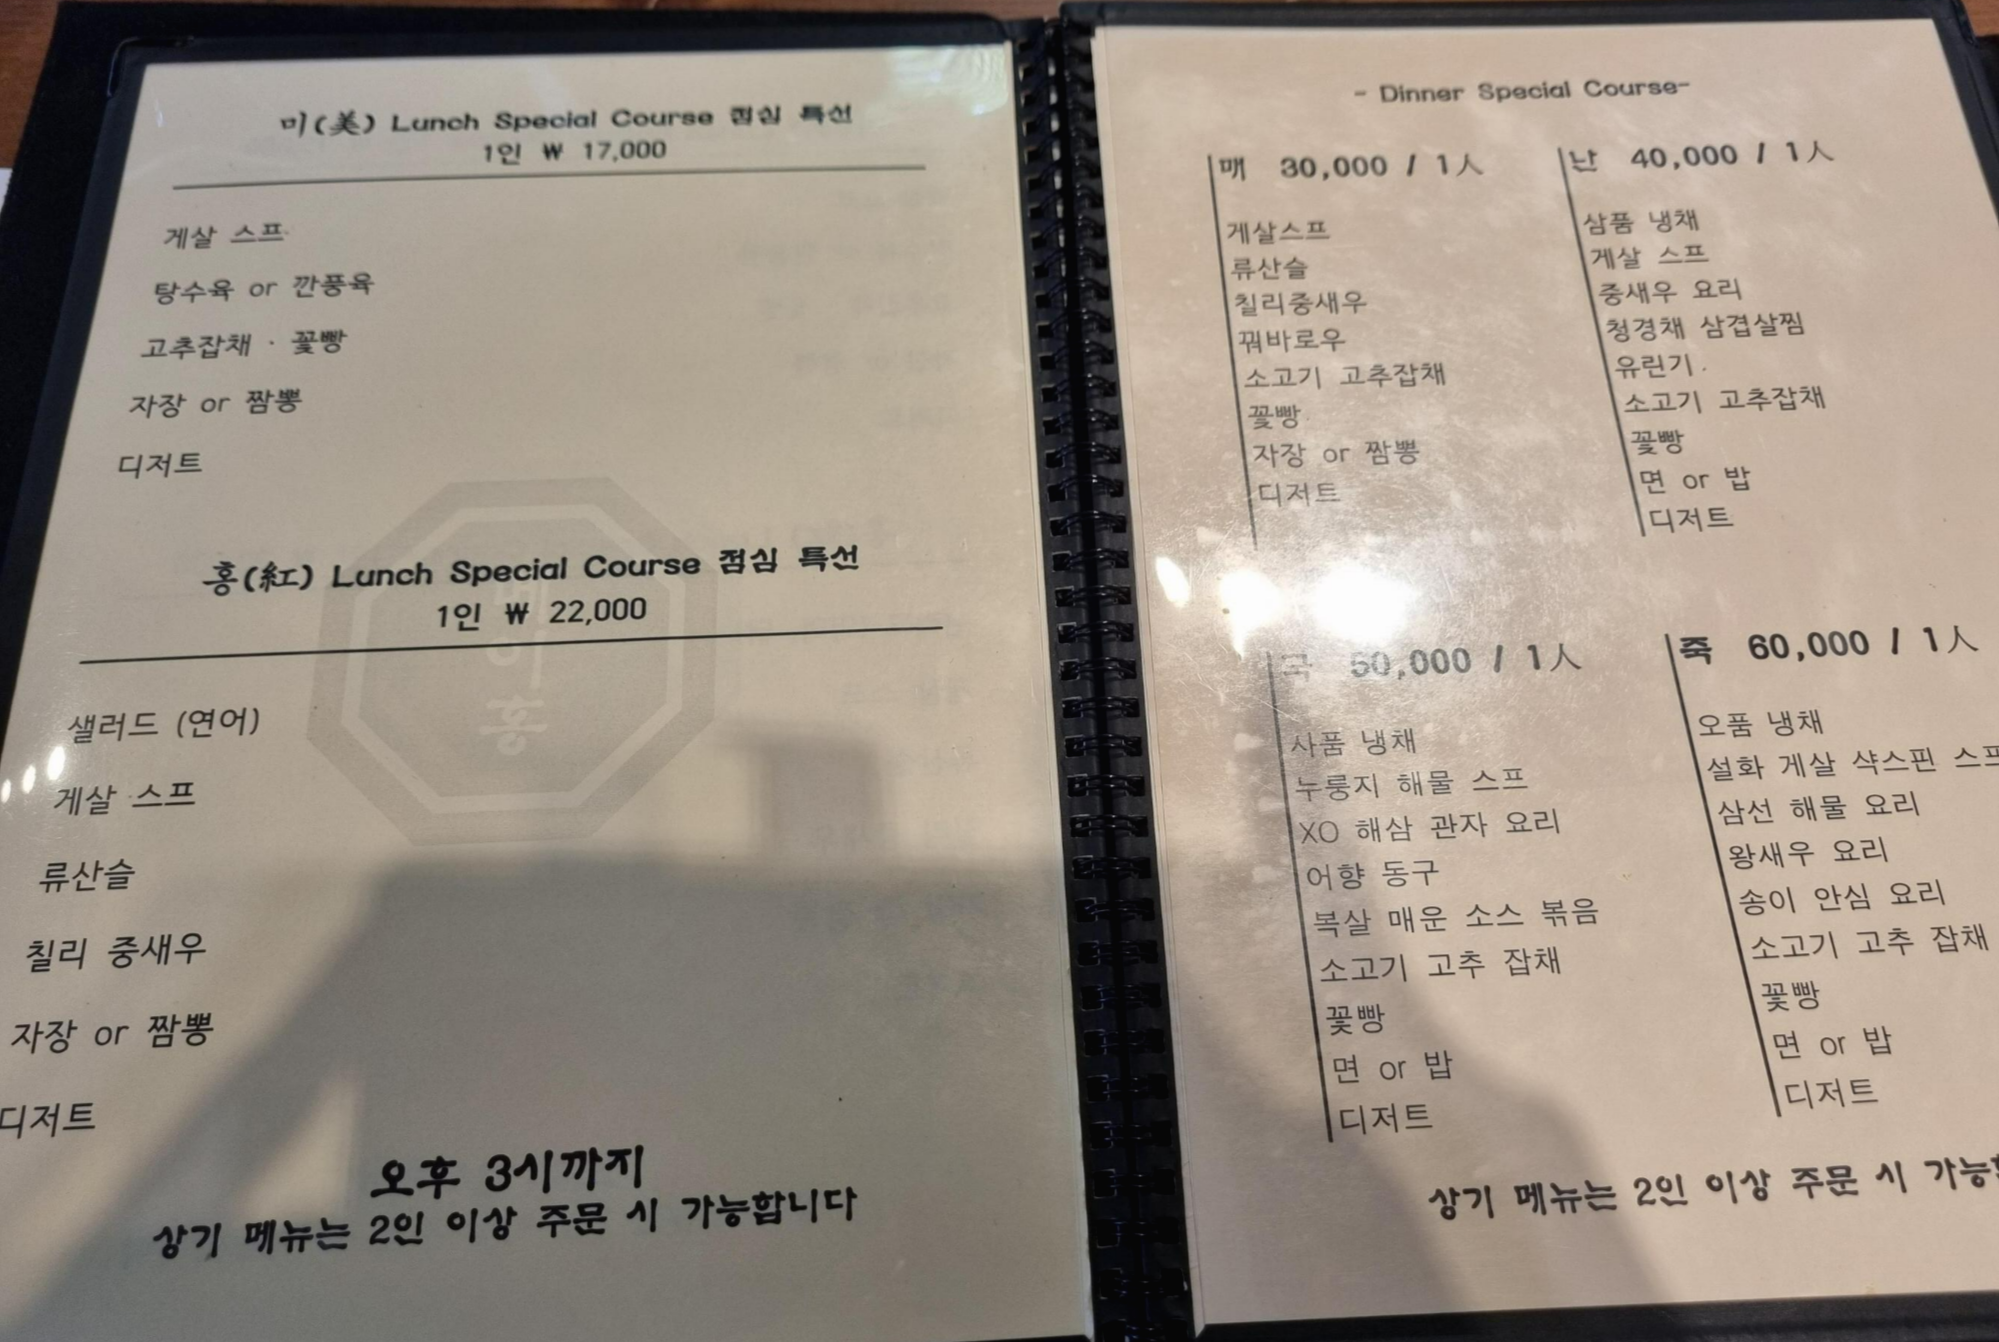 미(美) Lunch Special Course 점심 특선
1인 ₩ 17,000
게살 스프
탕수육 or 깐풍육
고추잡채 · 꽃빵
자장 or 짬뽕
디저트
홍(紅) Lunch Special Course 점심 특선
1인 ₩ 22,000
샐러드 (연어)
게살 스프
류산슬
칠리 중새우
자장 or 짬뽕
디저트
오후 3시까지
상기 메뉴는 2인 이상 주문 시 가능합니다
- Dinner Special Course-
매 30,000 / 1人
게살스프
류산슬
칠리중새우
꿔바로우
소고기 고추잡채
꽃빵
자장 or 짬뽕
디저트
난 40,000 / 1人
삼품 냉채
게살 스프
중새우 요리
청경채 삼겹살찜
유린기
소고기 고추잡채
꽃빵
면 or 밥
디저트
국 50,000 / 1人
사품 냉채
누룽지 해물 스프
XO 해삼 관자 요리
어향 동구
복살 매운 소스 볶음
소고기 고추 잡채
꽃빵
면 or 밥
디저트
죽 60,000 / 1人
오품 냉채
설화 게살 샥스핀 스프
삼선 해물 요리
왕새우 요리
송이 안심 요리
소고기 고추 잡채
꽃빵
면 or 밥
디저트
상기 메뉴는 2인 이상 주문 시